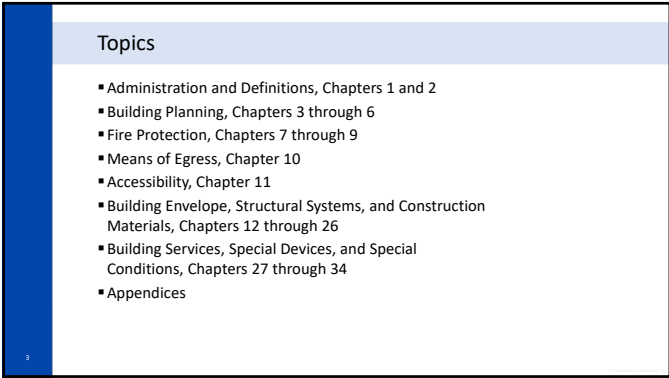 Topics
▪Administration and Definitions, Chapters 1 and 2
▪Building Planning, Chapters 3 through 6
▪Fire Protection, Chapters 7 through 9
▪Means of Egress, Chapter 10
▪Accessibility, Chapter 11
▪Building Envelope, Structural Systems, and Construction
Materials, Chapters 12 through 26
▪Building Services, Special Devices, and Special
Conditions, Chapters 27 through 34
▪Appendices
3